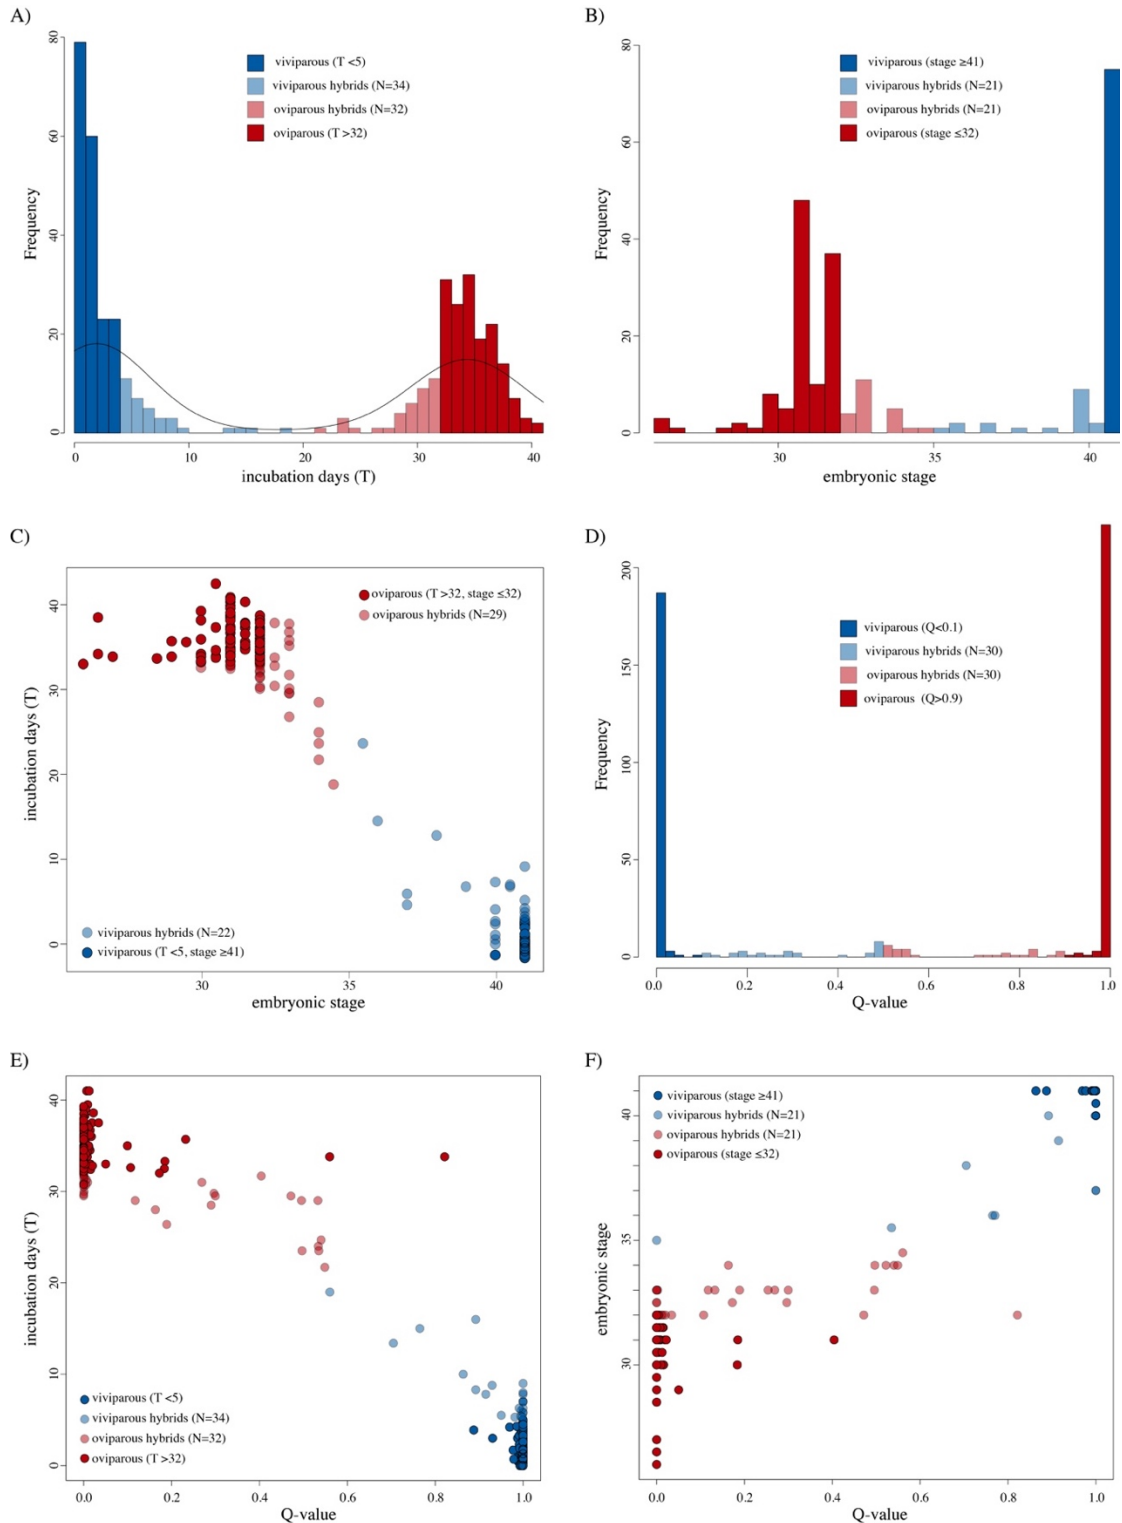 A)
80
60
40
20
0
Frequency
viviparous (T <5)
viviparous hybrids (N=34)
oviparous hybrids (N=32)
oviparous (T >32)
0 10 20 30 40
incubation days (T)
B)
80
60
40
20
0
Frequency
viviparous (stage ≥41)
viviparous hybrids (N=21)
oviparous hybrids (N=21)
oviparous (stage ≤32)
30 35 40
embryonic stage
C)
40
30
20
10
0
incubation days (T)
oviparous (T >32, stage ≤32)
oviparous hybrids (N=29)
viviparous hybrids (N=22)
viviparous (T <5, stage ≥41)
30 35 40
embryonic stage
D)
200
150
100
50
0
Frequency
viviparous (Q<0.1)
viviparous hybrids (N=30)
oviparous hybrids (N=30)
oviparous (Q>0.9)
0.0 0.2 0.4 0.6 0.8 1.0
Q-value
E)
40
30
20
10
0
incubation days (T)
viviparous (T <5)
viviparous hybrids (N=34)
oviparous hybrids (N=32)
oviparous (T >32)
0.0 0.2 0.4 0.6 0.8 1.0
Q-value
F)
40
35
30
embryonic stage
viviparous (stage ≥41)
viviparous hybrids (N=21)
oviparous hybrids (N=21)
oviparous (stage ≤32)
0.0 0.2 0.4 0.6 0.8 1.0
Q-value